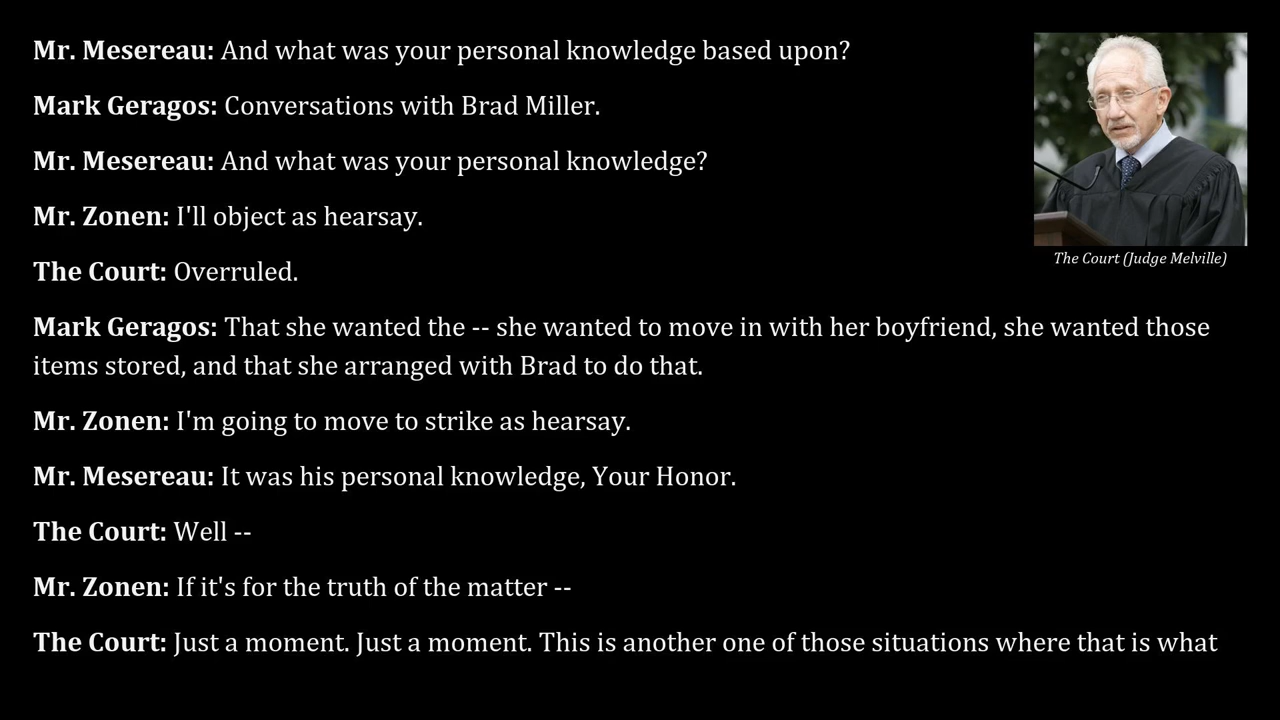 Mr. Mesereau: And what was your personal knowledge based upon?
Mark Geragos: Conversations with Brad Miller.
Mr. Mesereau: And what was your personal knowledge?
Mr. Zonen: I'll object as hearsay.
The Court: Overruled.
The Court (Judge Melville)
Mark Geragos: That she wanted the -- she wanted to move in with her boyfriend, she wanted those
items stored, and that she arranged with Brad to do that.
Mr. Zonen: I'm going to move to strike as hearsay.
Mr. Mesereau: It was his personal knowledge, Your Honor.
The Court: Well --
Mr. Zonen: If it's for the truth of the matter --
The Court: Just a moment. Just a moment. This is another one of those situations where that is what